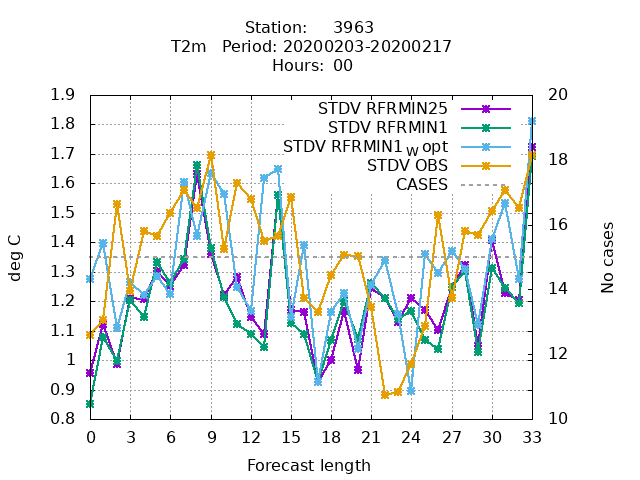 Station: 3963
T2m Period: 20200203-20200217
Hours: 00
STDV RFRMIN25
STDV RFRMIN1
STDV RFRMIN1 w opt
STDV OBS
CASES
1.9
1.8
1.7
1.6
1.5
1.4
1.3
1.2
1.1
1
0.9
0.8
deg C
20
18
16
14
12
10
No cases
0 3 6 9 12 15 18 21 24 27 30 33
Forecast length